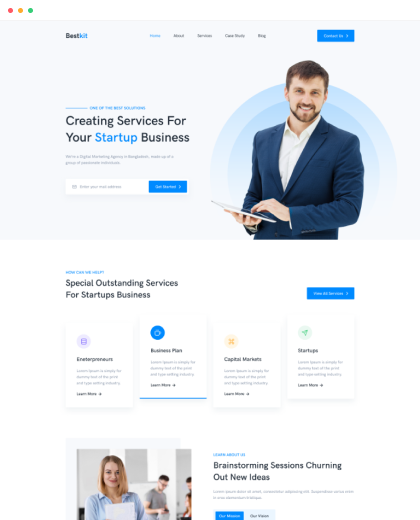 Bestkit Home About Services Case Study Blog Contact Us
ONE OF THE BEST SOLUTIONS
Creating Services For
Your Startup Business
We're a Digital Marketing Agency in Bangladesh, made up of a
group of passionate individuals
Enter your mail address Get Started
HOW CAN WE HELP?
Special Outstanding Services
For Startups Business
View All Services
Enterpreneurs
Lorem Ipsum is simply for
dummy text of the print
and type setting industry
Learn More →
Business Plan
Lorem Ipsum is simply for
dummy text of the print
and type setting industry
Learn More →
Capital Markets
Lorem Ipsum is simply for
dummy text of the print
and type setting industry
Learn More →
Startups
Lorem Ipsum is simply for
dummy text of the print
and type setting industry
Learn More →
LEARN ABOUT US
Brainstorming Sessions Churning
Out New Ideas
Lorem ipsum dolor sit amet, consectetur adipiscing elit. Suspendisse varius enim
in eros elementum tristique.
Our Mission Our Vision